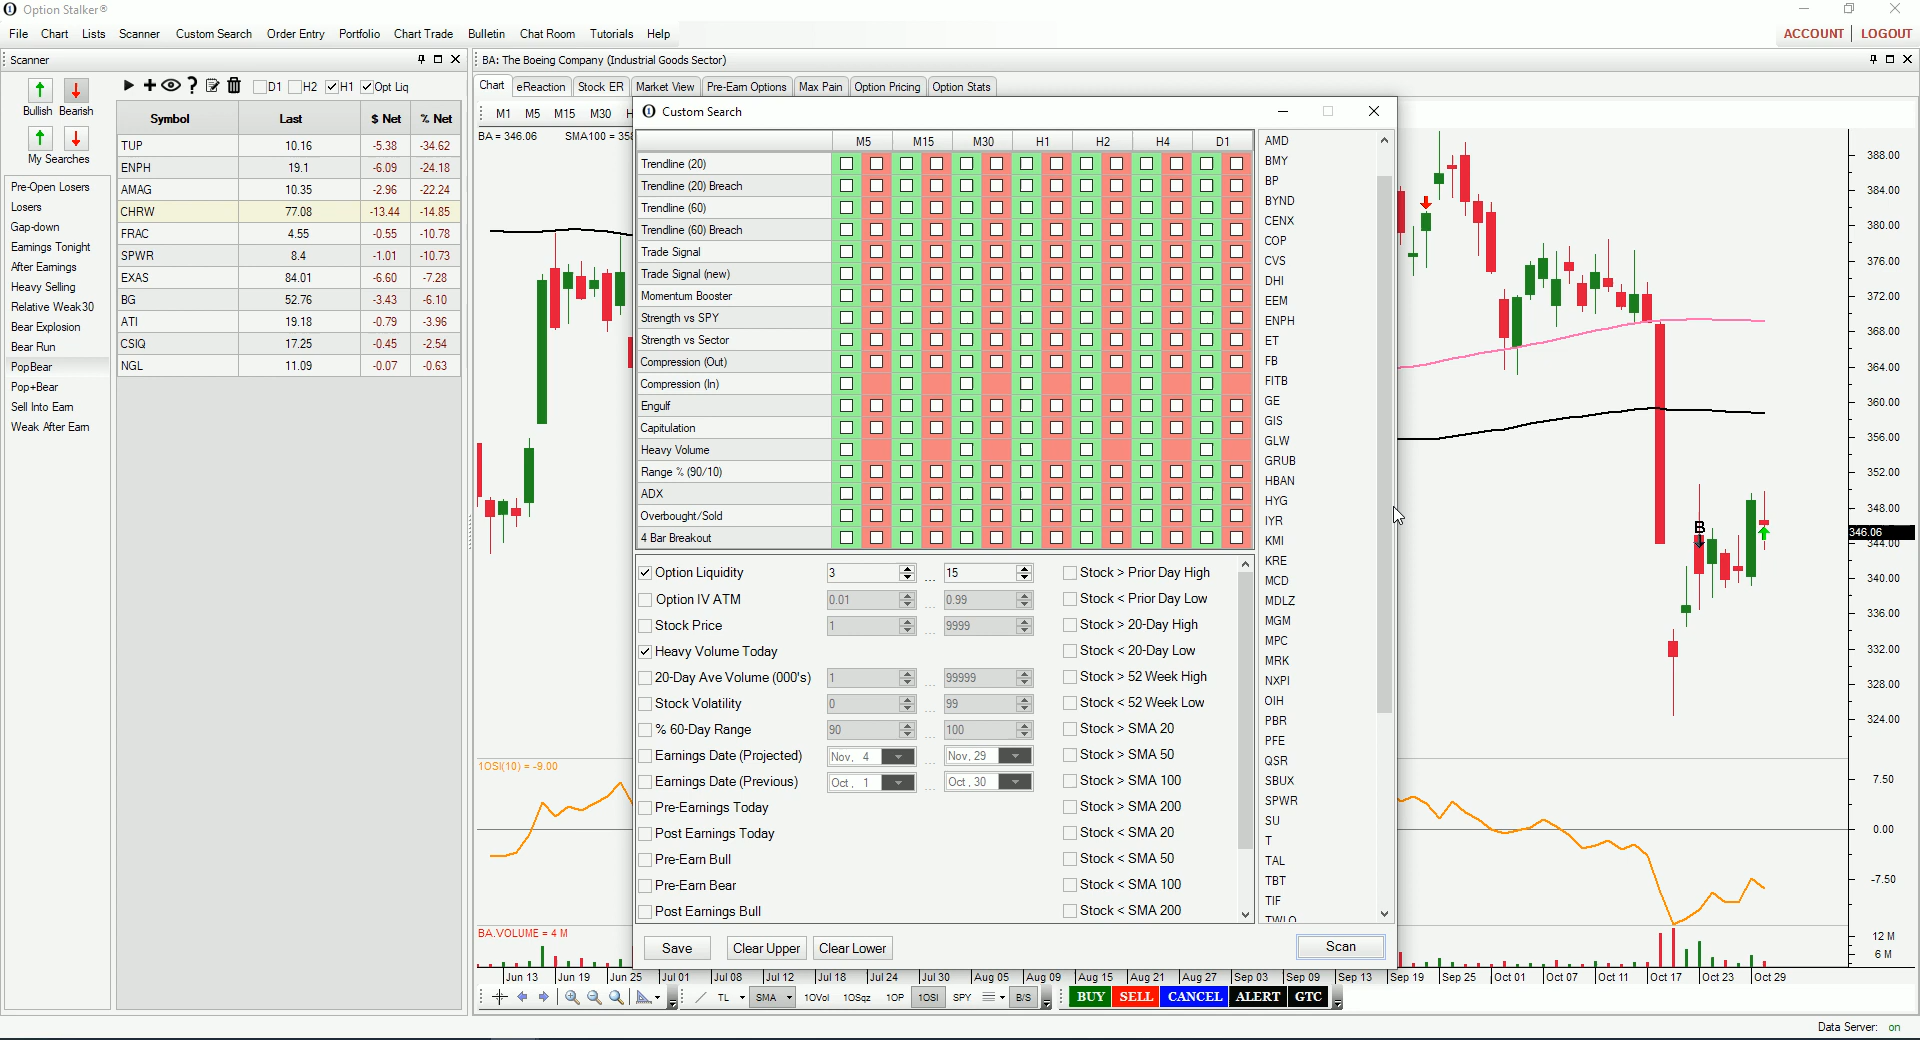 Option Stalker®
File Chart Lists Scanner Custom Search Order Entry Portfolio Chart Trade Bulletin Chat Room Tutorials Help
ACCOUNT LOGOUT
Scanner
BA: The Boeing Company (Industrial Goods Sector)
D1 H2 H1 Opt Liq
Bullish Bearish
My Searches
Pre-Open Losers
Losers
Gap-down
Earnings Tonight
After Earnings
Heavy Selling
Relative Weak30
Bear Explosion
Bear Run
PopBear
Pop+Bear
Sell Into Earn
Weak After Earn
Symbol Last $ Net % Net
TUP 10.16 -5.38 -34.62
ENPH 19.1 -6.09 -24.18
AMAG 10.35 -2.96 -22.24
CHRW 77.08 -13.44 -14.85
FRAC 4.55 -0.55 -10.78
SPWR 8.4 -1.01 -10.73
EXAS 84.01 -6.60 -7.28
BG 52.76 -3.43 -6.10
ATI 19.18 -0.79 -3.96
CSIQ 17.25 -0.45 -2.54
NGL 11.09 -0.07 -0.63
Chart eReaction Stock ER Market View Pre-Earn Options Max Pain Option Pricing Option Stats
M1 M5 M15 M30
BA = 346.06 SMA100 = 35
Custom Search
M5 M15 M30 H1 H2 H4 D1
Trendline (20)
Trendline (20) Breach
Trendline (60)
Trendline (60) Breach
Trade Signal
Trade Signal (new)
Momentum Booster
Strength vs SPY
Strength vs Sector
Compression (Out)
Compression (In)
Engulf
Capitulation
Heavy Volume
Range % (90/10)
ADX
Overbought/Sold
4 Bar Breakout
Option Liquidity 3 ... 15
Option IV ATM 0.01 ... 0.99
Stock Price 1 ... 9999
Heavy Volume Today
20-Day Ave Volume (000's) 1 ... 99999
Stock Volatility 0 ... 99
% 60-Day Range 90 ... 100
Earnings Date (Projected) Nov, 4 ... Nov, 29
Earnings Date (Previous) Oct, 1 ... Oct, 30
Pre-Earnings Today
Post Earnings Today
Pre-Earn Bull
Pre-Earn Bear
Post Earnings Bull
Stock > Prior Day High
Stock < Prior Day Low
Stock > 20-Day High
Stock < 20-Day Low
Stock > 52 Week High
Stock < 52 Week Low
Stock > SMA 20
Stock > SMA 50
Stock > SMA 100
Stock > SMA 200
Stock < SMA 20
Stock < SMA 50
Stock < SMA 100
Stock < SMA 200
Save Clear Upper Clear Lower Scan
AMD
BMY
BP
BYND
CENX
COP
CVS
DHI
EEM
ENPH
ET
FB
FITB
GE
GIS
GLW
GRUB
HBAN
HYG
IYR
KMI
KRE
MCD
MDLZ
MGM
MPC
MRK
NXPI
OIH
PBR
PFE
QSR
SBUX
SPWR
SU
T
TAL
TBT
TIF
TWLO
388.00
384.00
380.00
376.00
372.00
368.00
364.00
360.00
356.00
352.00
348.00
346.06
344.00
340.00
336.00
332.00
328.00
324.00
B
1OSI(10) = -9.00
7.50
0.00
-7.50
BA.VOLUME = 4 M
12 M
6 M
Jun 13 Jun 19 Jun 25 Jul 01 Jul 08 Jul 12 Jul 18 Jul 24 Jul 30 Aug 05 Aug 09 Aug 15 Aug 21 Aug 27 Sep 03 Sep 09 Sep 13 Sep 19 Sep 25 Oct 01 Oct 07 Oct 11 Oct 17 Oct 23 Oct 29
TL SMA 1OVol 1OSqz 1OP 1OSI SPY B/S BUY SELL CANCEL ALERT GTC
Data Server: on